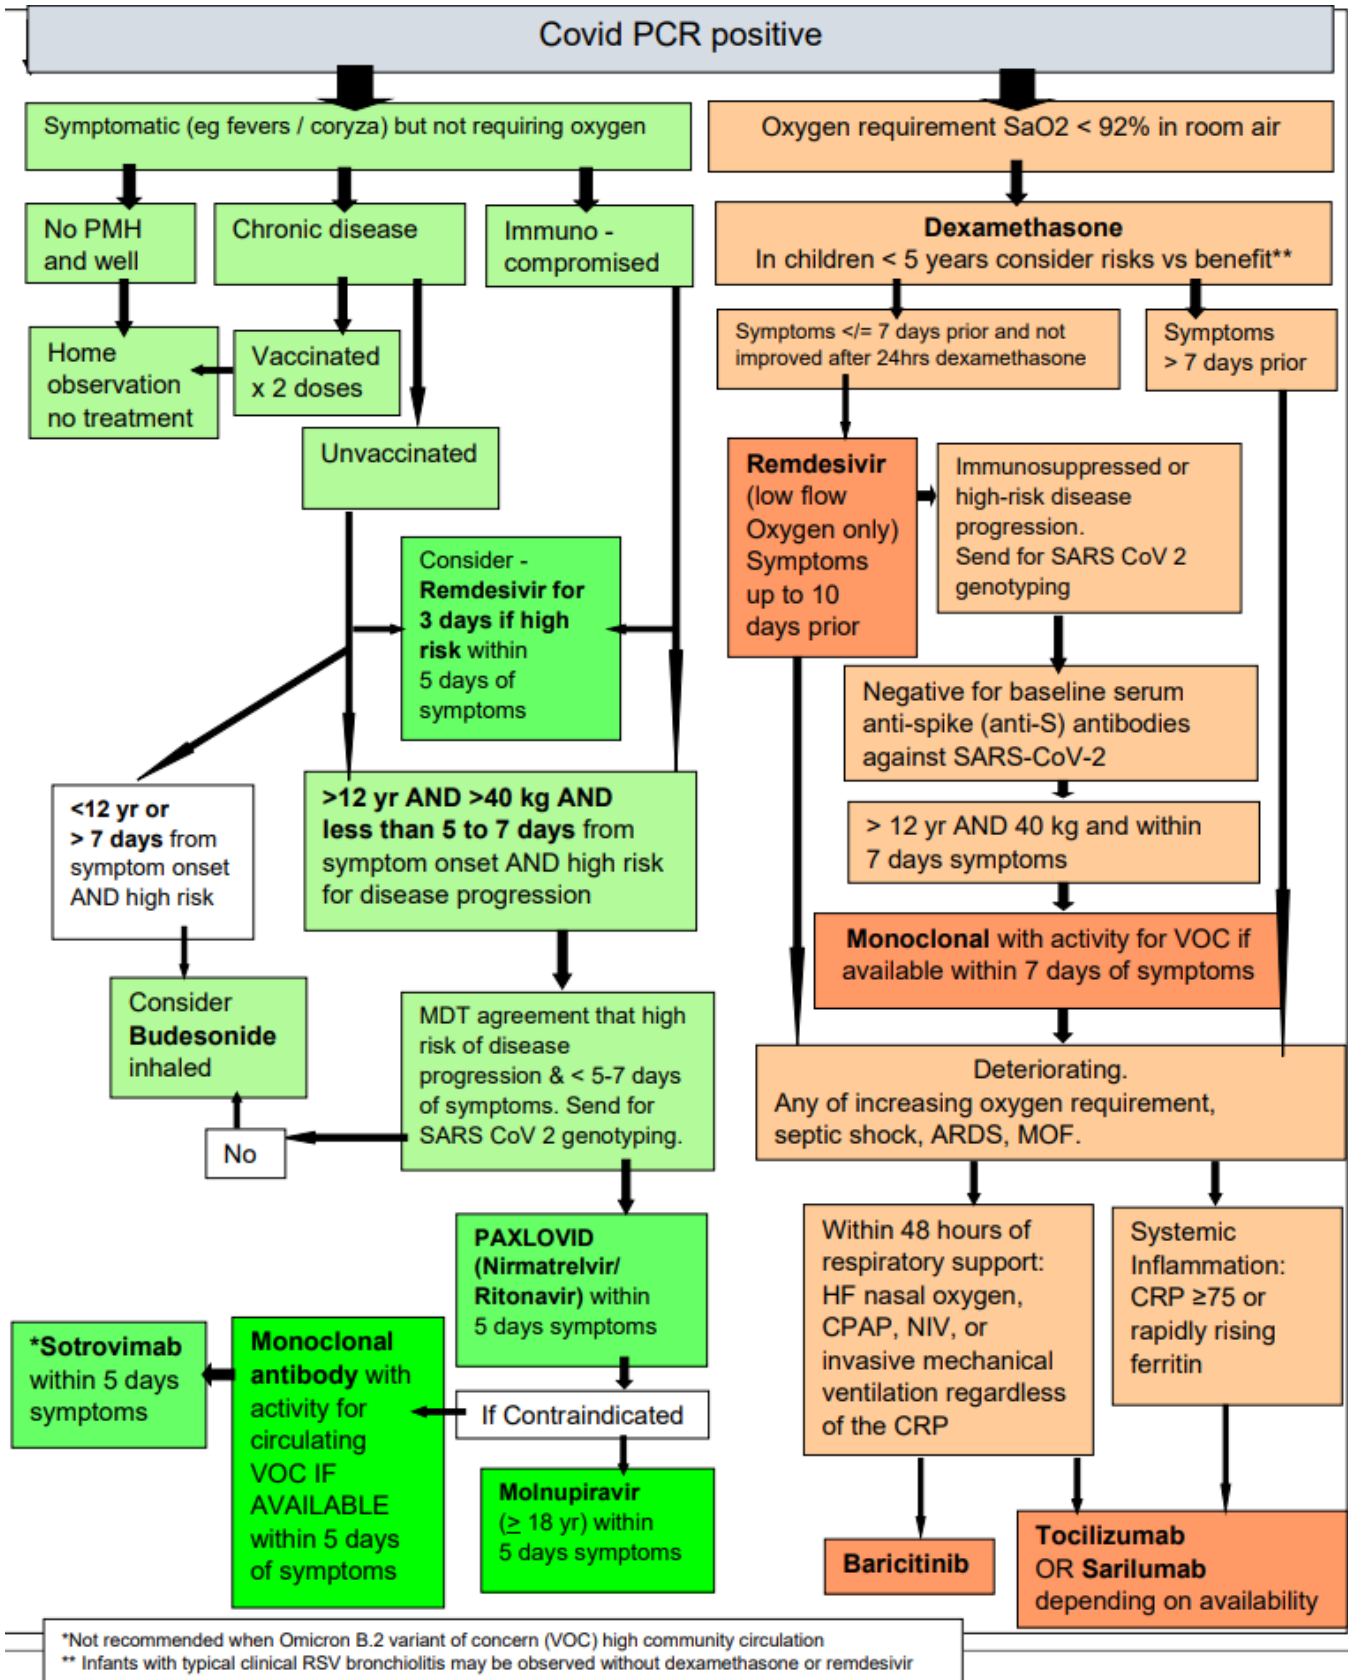 Covid PCR positive
Symptomatic (eg fevers / coryza) but not requiring oxygen
No PMH
and well
Chronic disease
Immuno -
compromised
Home
observation
no treatment
Vaccinated
x 2 doses
Unvaccinated
Consider -
Remdesivir for
3 days if high
risk within
5 days of
symptoms
<12 yr or
> 7 days from
symptom onset
AND high risk
>12 yr AND >40 kg AND
less than 5 to 7 days from
symptom onset AND high risk
for disease progression
Consider
Budesonide
inhaled
MDT agreement that high
risk of disease
progression & < 5-7 days
of symptoms. Send for
SARS CoV 2 genotyping.
No
PAXLOVID
(Nirmatrelvir/
Ritonavir) within
5 days symptoms
If Contraindicated
*Sotrovimab
within 5 days
symptoms
Monoclonal
antibody with
activity for
circulating
VOC IF
AVAILABLE
within 5 days
of symptoms
Molnupiravir
(≥ 18 yr) within
5 days symptoms
Oxygen requirement SaO2 < 92% in room air
Dexamethasone
In children < 5 years consider risks vs benefit**
Symptoms </= 7 days prior and not
improved after 24hrs dexamethasone
Symptoms
> 7 days prior
Remdesivir
(low flow
Oxygen only)
Symptoms
up to 10
days prior
Immunosuppressed or
high-risk disease
progression.
Send for SARS CoV 2
genotyping
Negative for baseline serum
anti-spike (anti-S) antibodies
against SARS-CoV-2
> 12 yr AND 40 kg and within
7 days symptoms
Monoclonal with activity for VOC if
available within 7 days of symptoms
Deteriorating.
Any of increasing oxygen requirement,
septic shock, ARDS, MOF.
Within 48 hours of
respiratory support:
HF nasal oxygen,
CPAP, NIV, or
invasive mechanical
ventilation regardless
of the CRP
Systemic
Inflammation:
CRP ≥75 or
rapidly rising
ferritin
Baricitinib
Tocilizumab
OR Sarilumab
depending on availability
*Not recommended when Omicron B.2 variant of concern (VOC) high community circulation
** Infants with typical clinical RSV bronchiolitis may be observed without dexamethasone or remdesivir